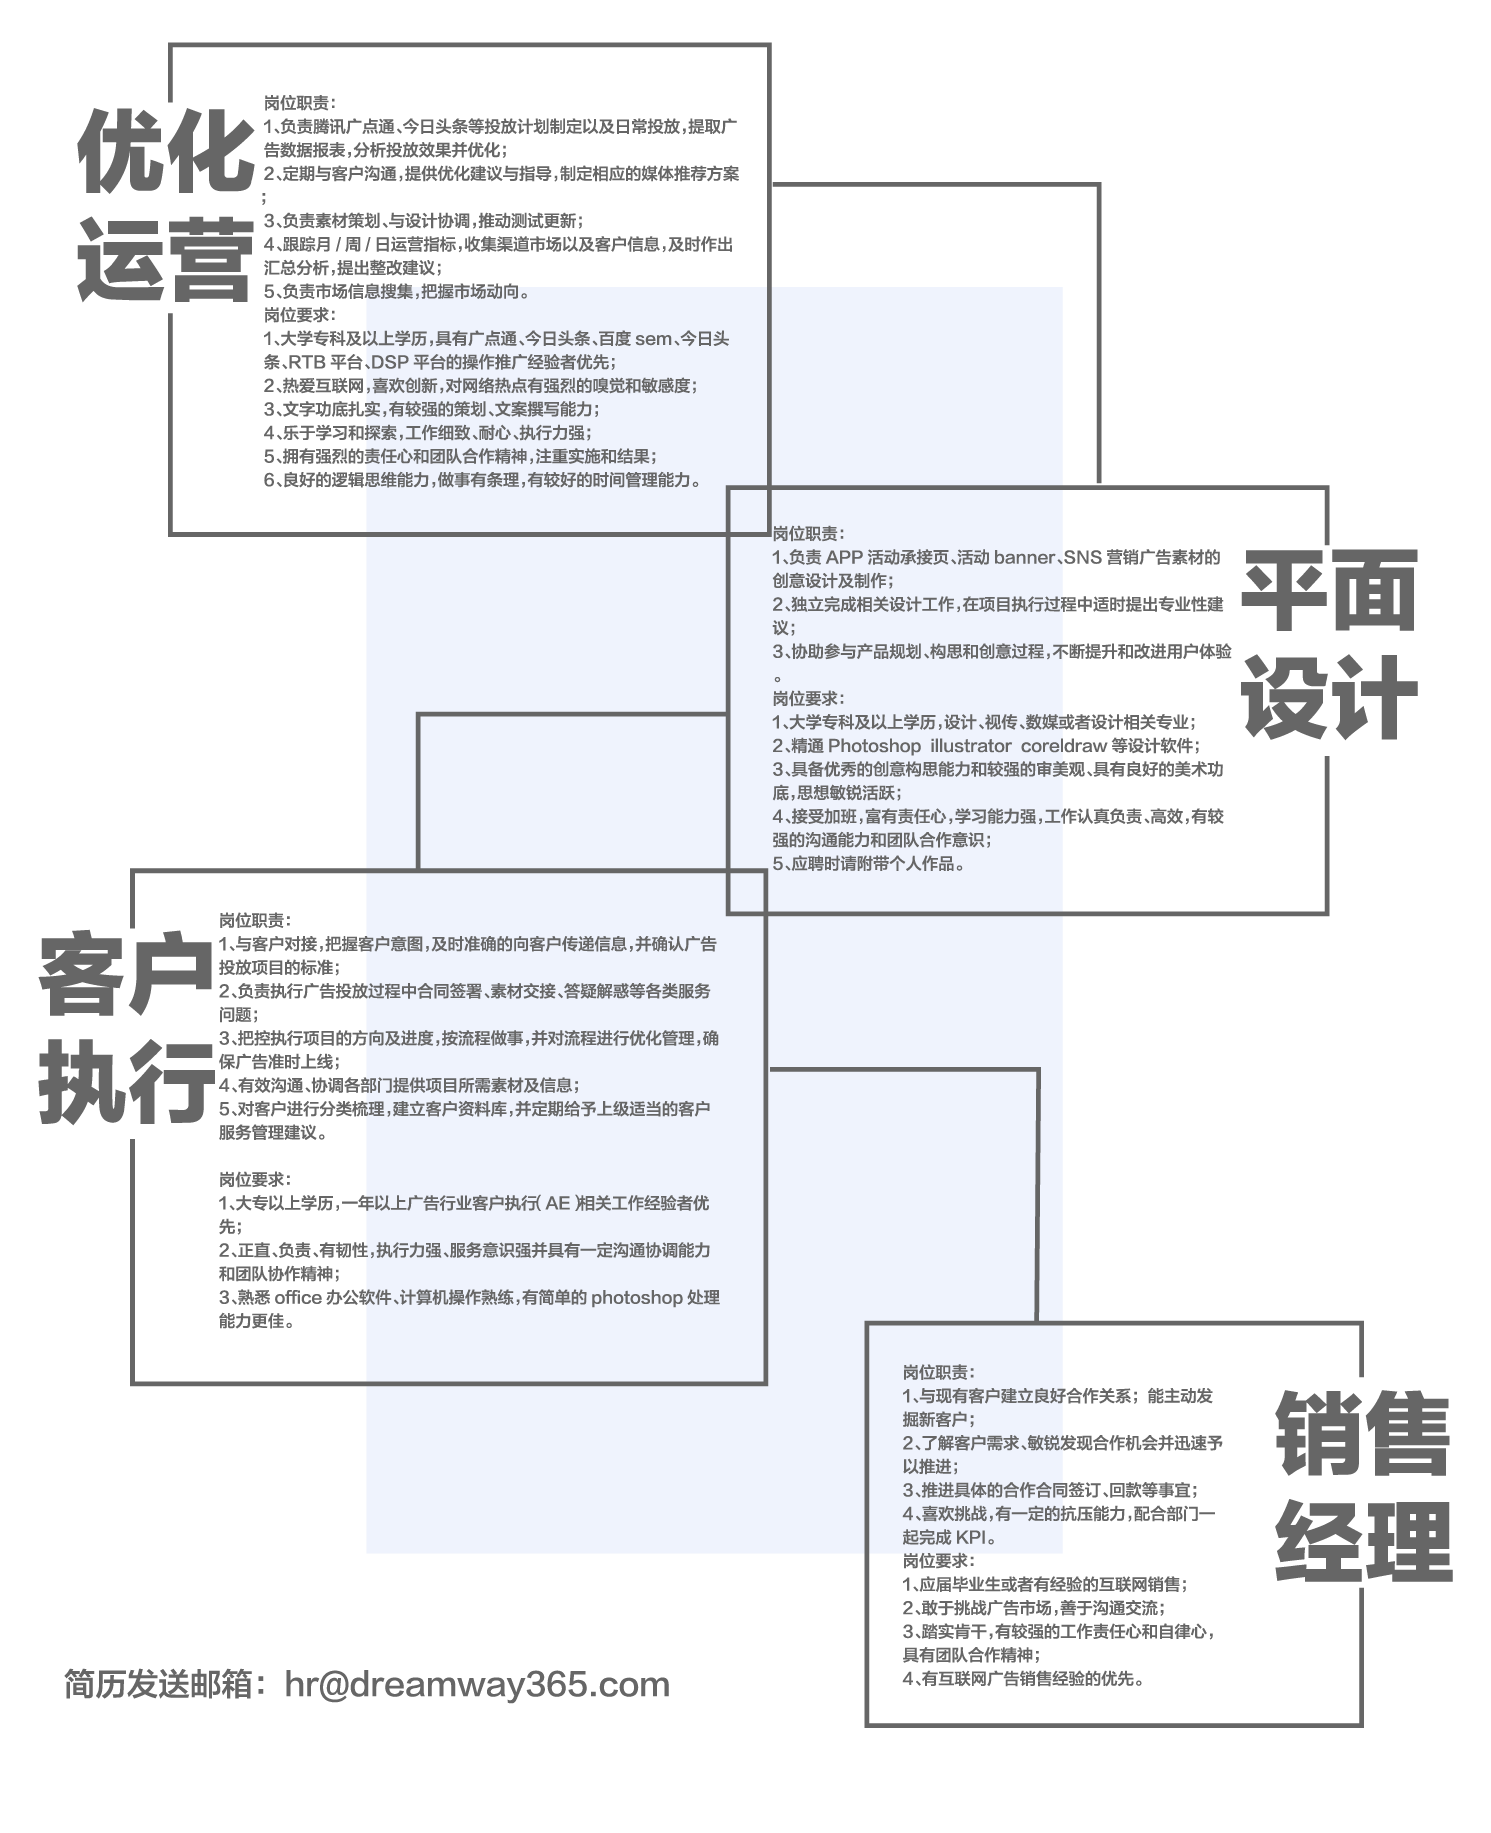 优化
运营
岗位职责：
1、负责腾讯广点通、今日头条等投放计划制定以及日常投放，提取广
告数据报表，分析投放效果并优化；
2、定期与客户沟通，提供优化建议与指导，制定相应的媒体推荐方案
；
3、负责素材策划、与设计协调，推动测试更新；
4、跟踪月 / 周 / 日运营指标，收集渠道市场以及客户信息，及时作出
汇总分析，提出整改建议；
5、负责市场信息搜集，把握市场动向。
岗位要求：
1、大学专科及以上学历，具有广点通、今日头条、百度 sem、今日头
条、RTB 平台、DSP 平台的操作推广经验者优先；
2、热爱互联网，喜欢创新，对网络热点有强烈的嗅觉和敏感度；
3、文字功底扎实，有较强的策划、文案撰写能力；
4、乐于学习和探索，工作细致、耐心、执行力强；
5、拥有强烈的责任心和团队合作精神，注重实施和结果；
6、良好的逻辑思维能力，做事有条理，有较好的时间管理能力。
平面
设计
岗位职责：
1、负责 APP 活动承接页、活动 banner、SNS 营销广告素材的
创意设计及制作；
2、独立完成相关设计工作，在项目执行过程中适时提出专业性建
议；
3、协助参与产品规划、构思和创意过程，不断提升和改进用户体验
。
岗位要求：
1、大学专科及以上学历，设计、视传、数媒或者设计相关专业；
2、精通 Photoshop illustrator coreldraw 等设计软件；
3、具备优秀的创意构思能力和较强的审美观、具有良好的美术功
底，思想敏锐活跃；
4、接受加班，富有责任心，学习能力强，工作认真负责、高效，有较
强的沟通能力和团队合作意识；
5、应聘时请附带个人作品。
客户
执行
岗位职责：
1、与客户对接，把握客户意图，及时准确的向客户传递信息，并确认广告
投放项目的标准；
2、负责执行广告投放过程中合同签署、素材交接、答疑解惑等各类服务
问题；
3、把控执行项目的方向及进度，按流程做事，并对流程进行优化管理，确
保广告准时上线；
4、有效沟通、协调各部门提供项目所需素材及信息；
5、对客户进行分类梳理，建立客户资料库，并定期给予上级适当的客户
服务管理建议。
岗位要求：
1、大专以上学历，一年以上广告行业客户执行（ AE ）相关工作经验者优
先；
2、正直、负责、有韧性，执行力强、服务意识强并具有一定沟通协调能力
和团队协作精神；
3、熟悉 office 办公软件、计算机操作熟练，有简单的 photoshop 处理
能力更佳。
销售
经理
岗位职责：
1、与现有客户建立良好合作关系； 能主动发
掘新客户；
2、了解客户需求、敏锐发现合作机会并迅速予
以推进；
3、推进具体的合作合同签订、回款等事宜；
4、喜欢挑战，有一定的抗压能力，配合部门一
起完成 KPI。
岗位要求：
1、应届毕业生或者有经验的互联网销售；
2、敢于挑战广告市场，善于沟通交流；
3、踏实肯干，有较强的工作责任心和自律心，
具有团队合作精神；
4、有互联网广告销售经验的优先。
简历发送邮箱：hr@dreamway365.com